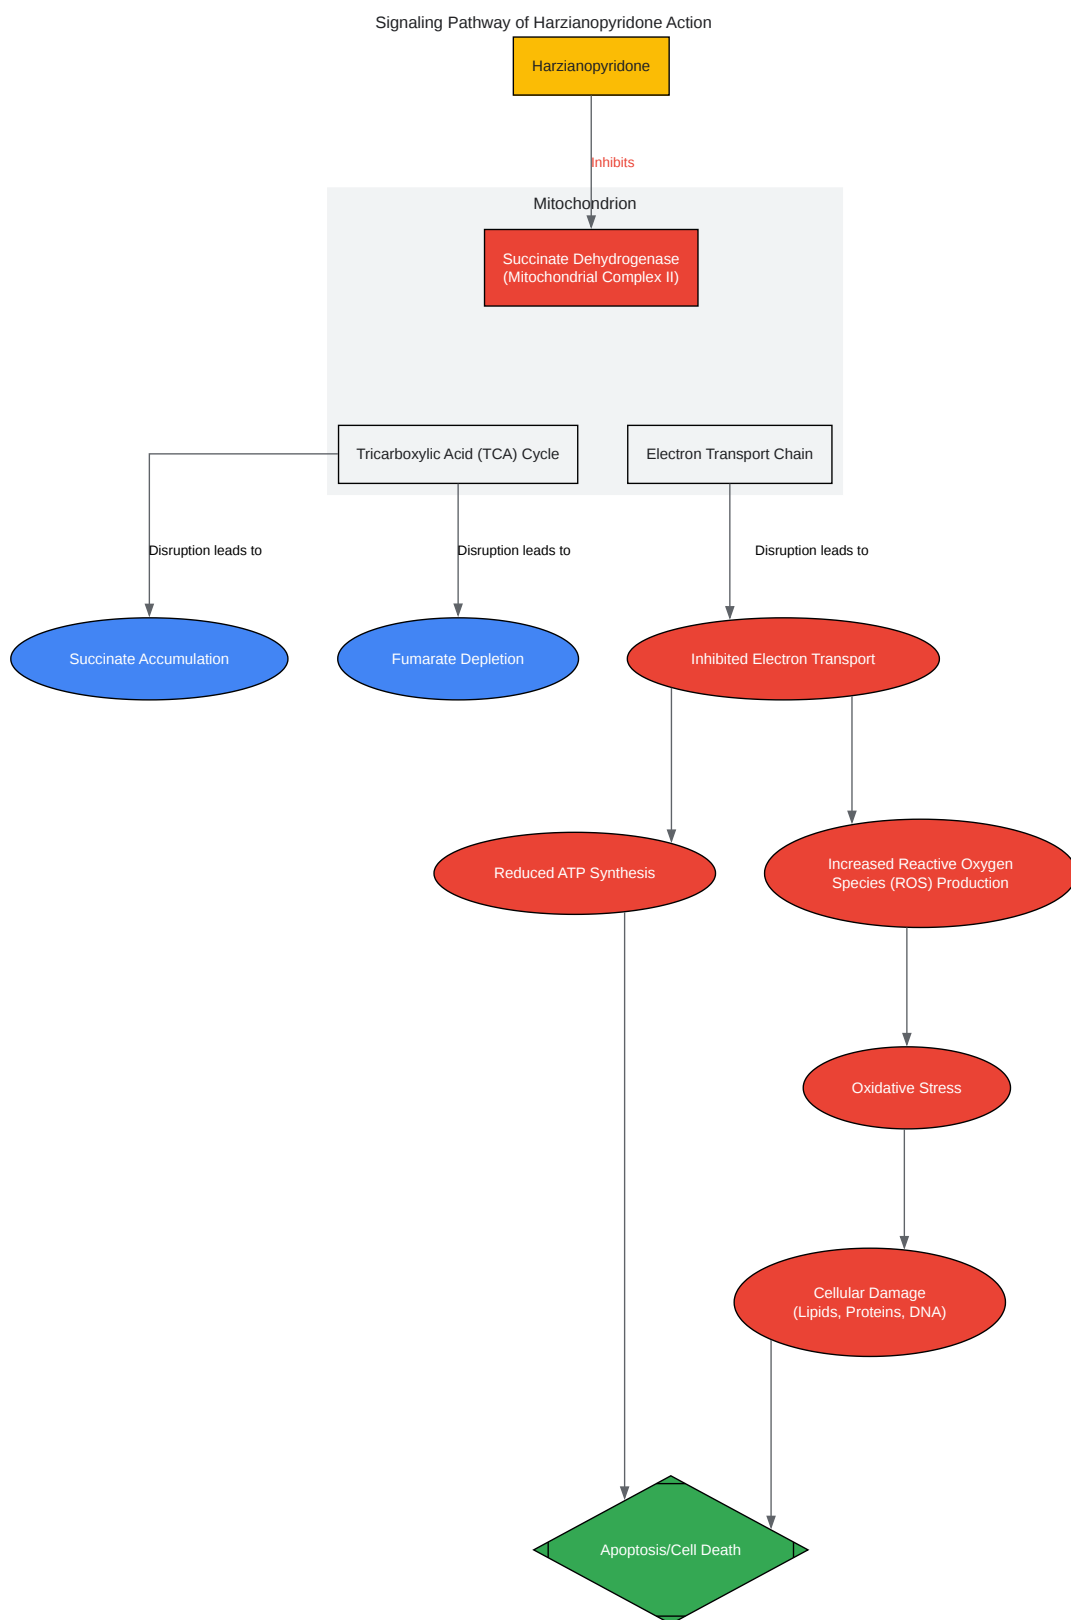 Signaling Pathway of Harzianopyridone Action
Harzianopyridone
Inhibits
Mitochondrion
Succinate Dehydrogenase
(Mitochondrial Complex II)
Tricarboxylic Acid (TCA) Cycle
Electron Transport Chain
Disruption leads to
Disruption leads to
Disruption leads to
Succinate Accumulation
Fumarate Depletion
Inhibited Electron Transport
Reduced ATP Synthesis
Increased Reactive Oxygen
Species (ROS) Production
Oxidative Stress
Cellular Damage
(Lipids, Proteins, DNA)
Apoptosis/Cell Death